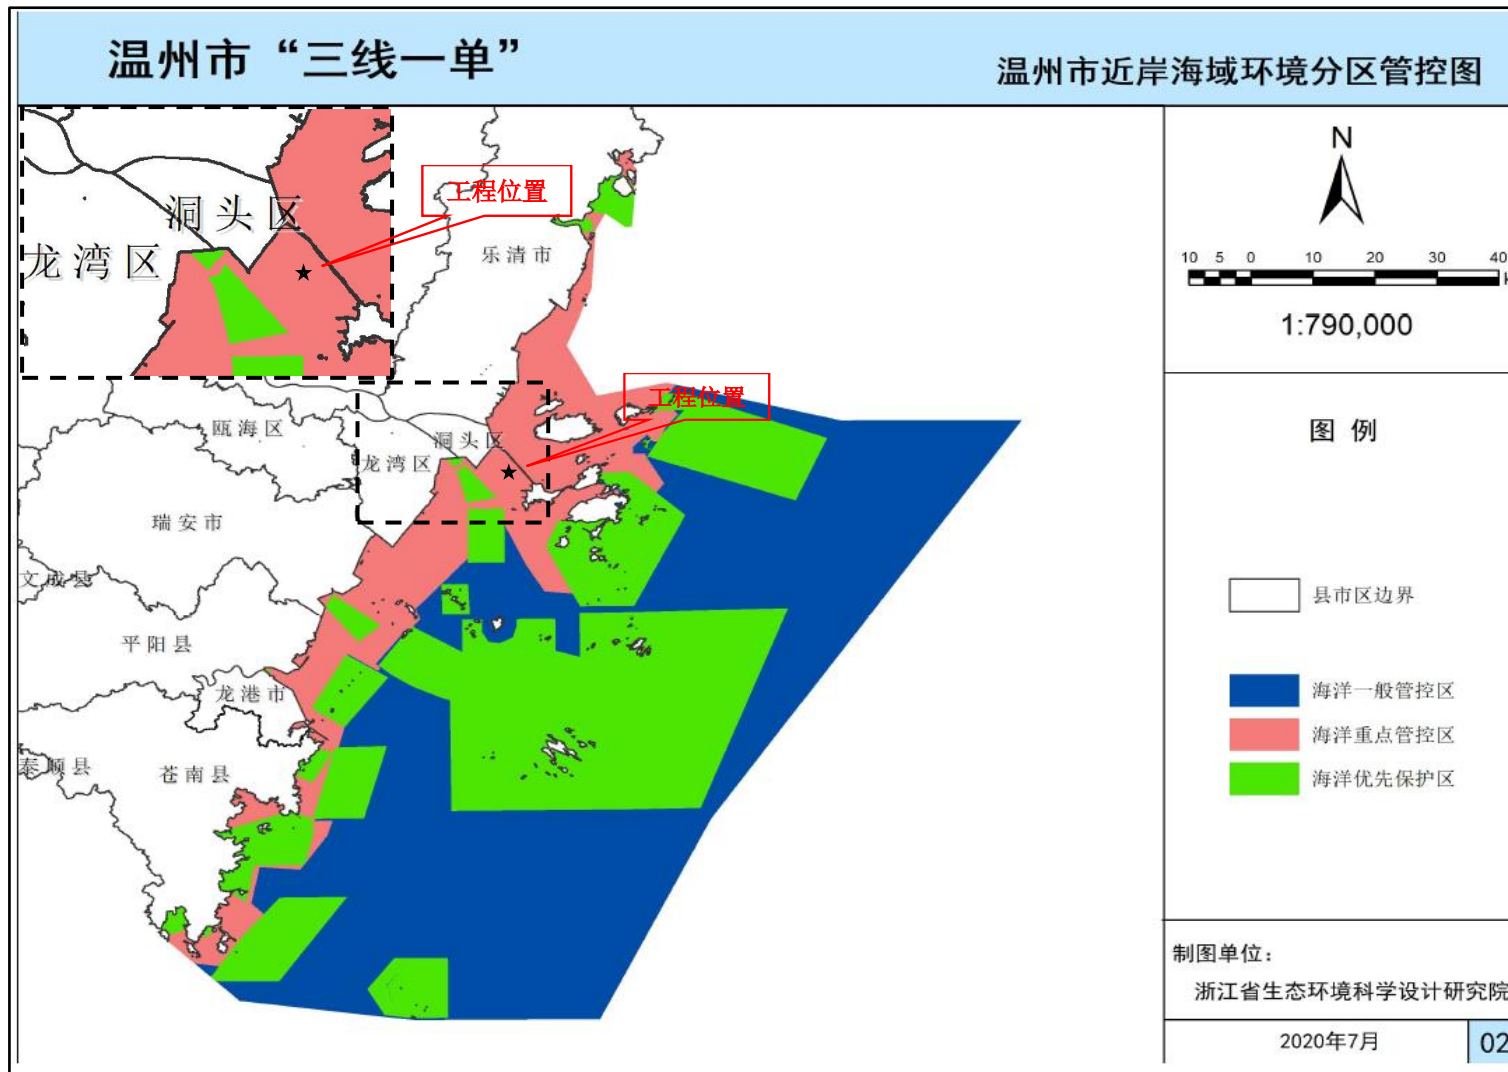 温州市“三线一单”
温州市近岸海域环境分区管控图
洞头区
龙湾区
工程位置
乐清市
工程位置
瓯海区
洞头区
龙湾区
瑞安市
文成县
平阳县
龙港市
泰顺县
苍南县
N
10 5 0 10 20 30 40
1:790,000
图 例
县市区边界
海洋一般管控区
海洋重点管控区
海洋优先保护区
制图单位：
浙江省生态环境科学设计研究院
2020年7月
02